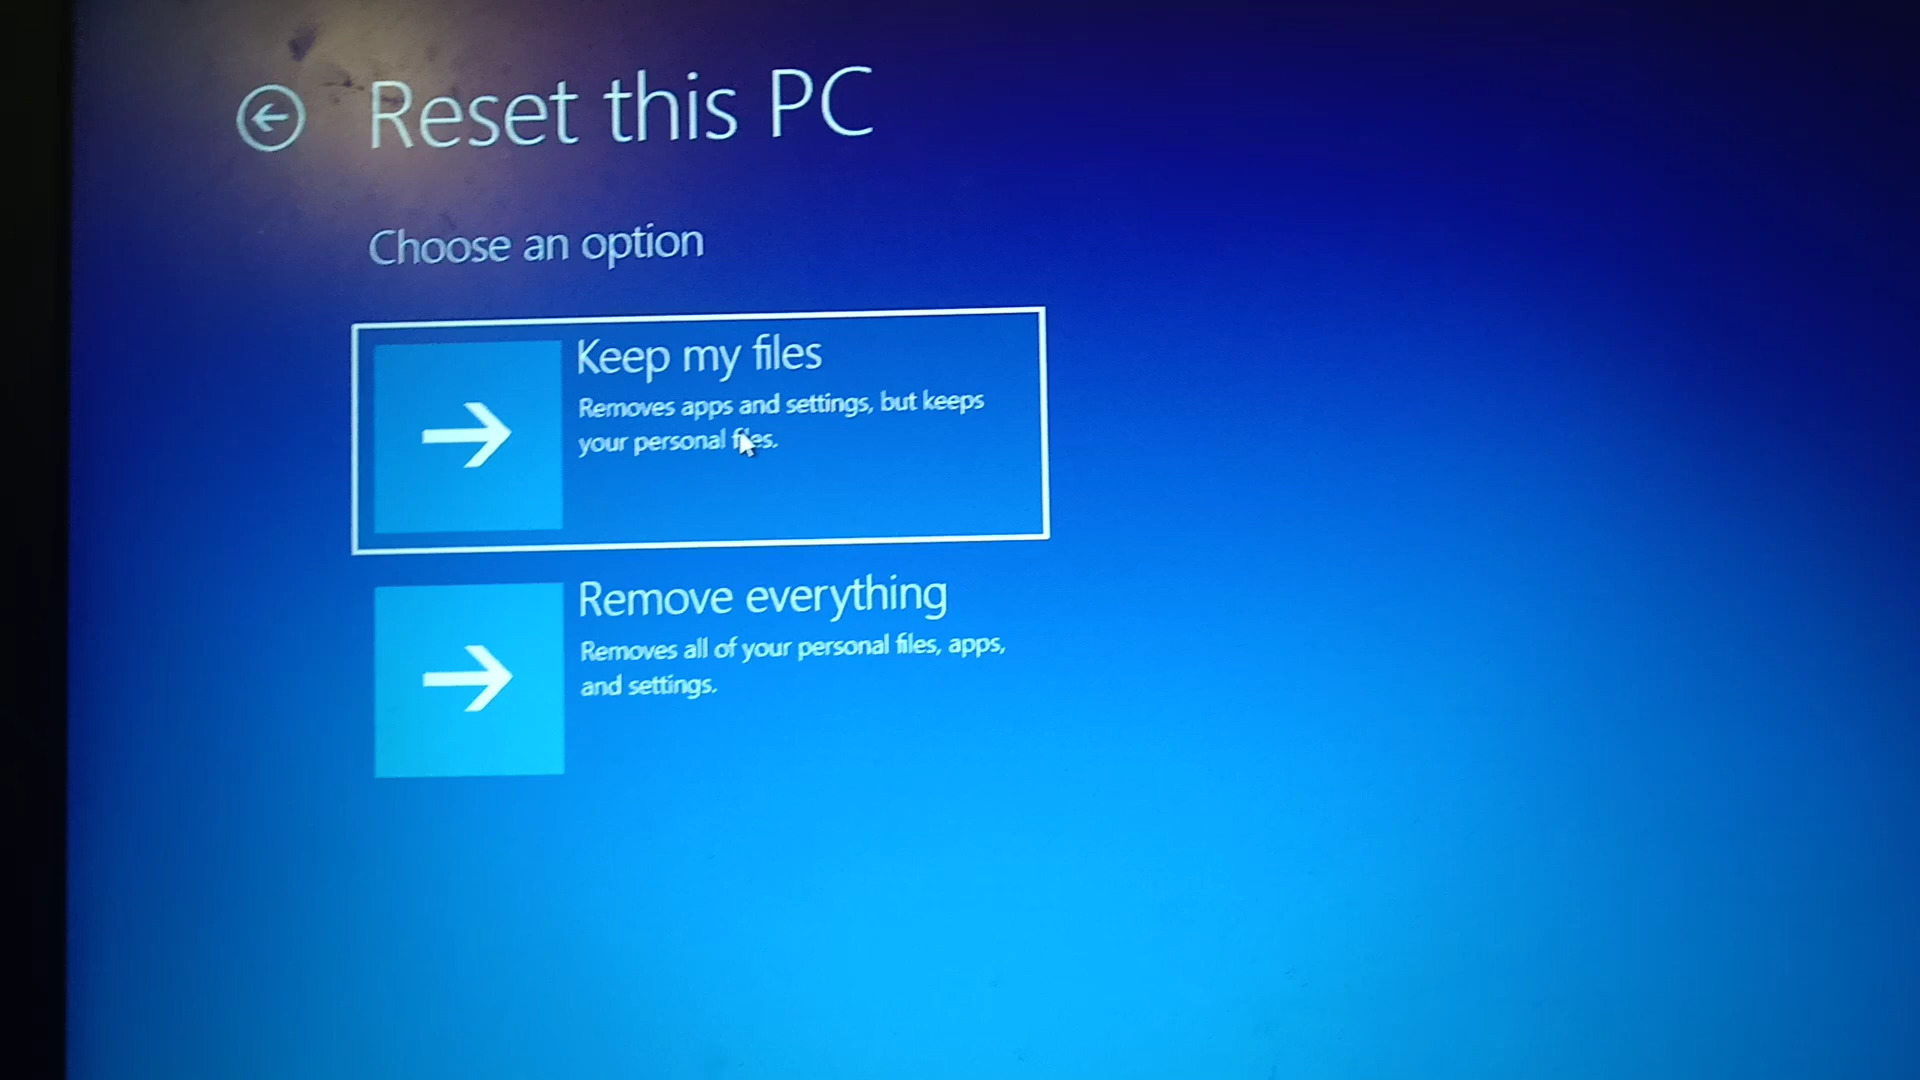 Reset this PC
Choose an option
Keep my files
Removes apps and settings, but keeps
your personal files.
Remove everything
Removes all of your personal files, apps,
and settings.